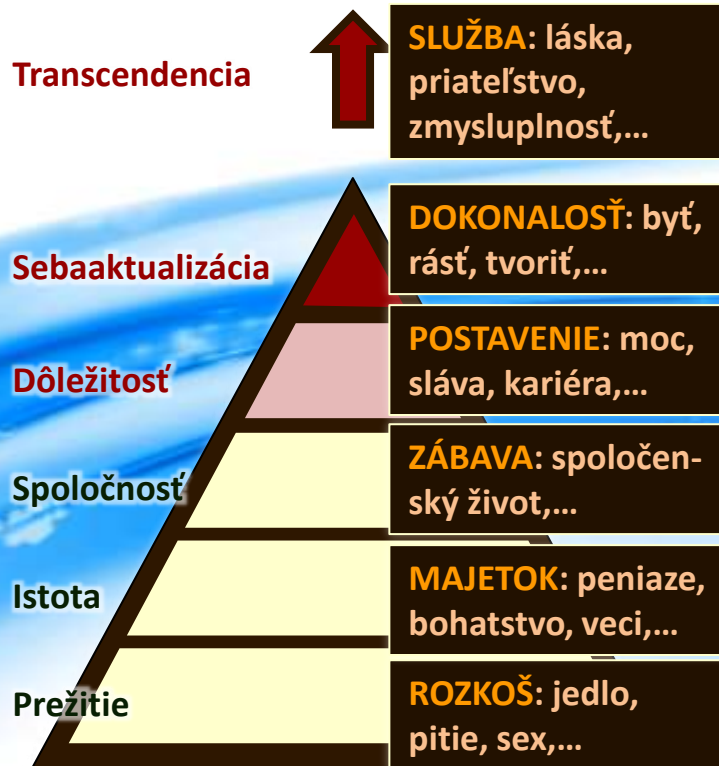 Transcendencia
SLUŽBA: láska,
priateľstvo,
zmysluplnosť,...
Sebaaktualizácia
DOKONALOSŤ: byť,
rásť, tvoriť,...
Dôležitosť
POSTAVENIE: moc,
sláva, kariéra,...
Spoločnosť
ZÁBAVA: spoločen-
ský život,...
Istota
MAJETOK: peniaze,
bohatstvo, veci,...
Prežitie
ROZKOŠ: jedlo,
pitie, sex,...